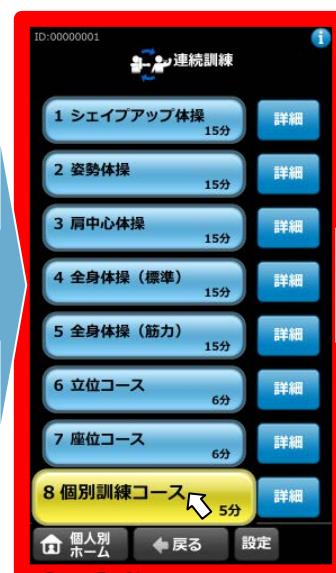 ID:00000001
連続訓練
1 シェイプアップ体操
15分
詳細
2 姿勢体操
15分
詳細
3 肩中心体操
15分
詳細
4 全身体操（標準）
15分
詳細
5 全身体操（筋力）
15分
詳細
6 立位コース
6分
詳細
7 座位コース
6分
詳細
8 個別訓練コース
5分
詳細
個人別
ホーム
戻る
設定